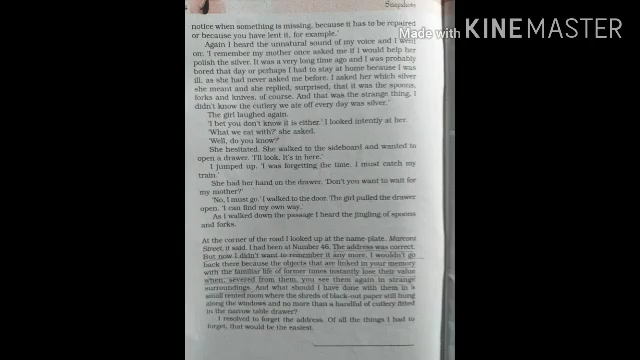 Snapshots
Made with KINEMASTER
notice when something is missing, because it has to be repaired
or because you have lent it, for example.'
Again I heard the unnatural sound of my voice and I went
on: 'I remember my mother once asked me if I would help her
polish the silver. It was a very long time ago and I was probably
bored that day or perhaps I had to stay at home because I was
ill, as she had never asked me before. I asked her which silver
she meant and she replied, surprised, that it was the spoons,
forks and knives, of course. And that was the strange thing, I
didn't know the cutlery we ate off every day was silver.'
The girl laughed again.
'I bet you don't know it is either.' I looked intently at her.
'What we eat with?' she asked.
'Well, do you know?'
She hesitated. She walked to the sideboard and wanted to
open a drawer. 'I'll look. It's in here.'
I jumped up. 'I was forgetting the time. I must catch my
train.'
She had her hand on the drawer. 'Don't you want to wait for
my mother?'
'No, I must go.' I walked to the door. The girl pulled the drawer
open. 'I can find my own way.'
As I walked down the passage I heard the jingling of spoons
and forks.
At the corner of the road I looked up at the name-plate. Marconi
Street, it said. I had been at Number 46. The address was correct.
But now I didn't want to remember it any more. I wouldn't go
back there because the objects that are linked in your memory
with the familiar life of former times instantly lose their value
when, severed from them, you see them again in strange
surroundings. And what should I have done with them in a
small rented room where the shreds of black-out paper still hung
along the windows and no more than a handful of cutlery fitted
in the narrow table drawer?
I resolved to forget the address. Of all the things I had to
forget, that would be the easiest.